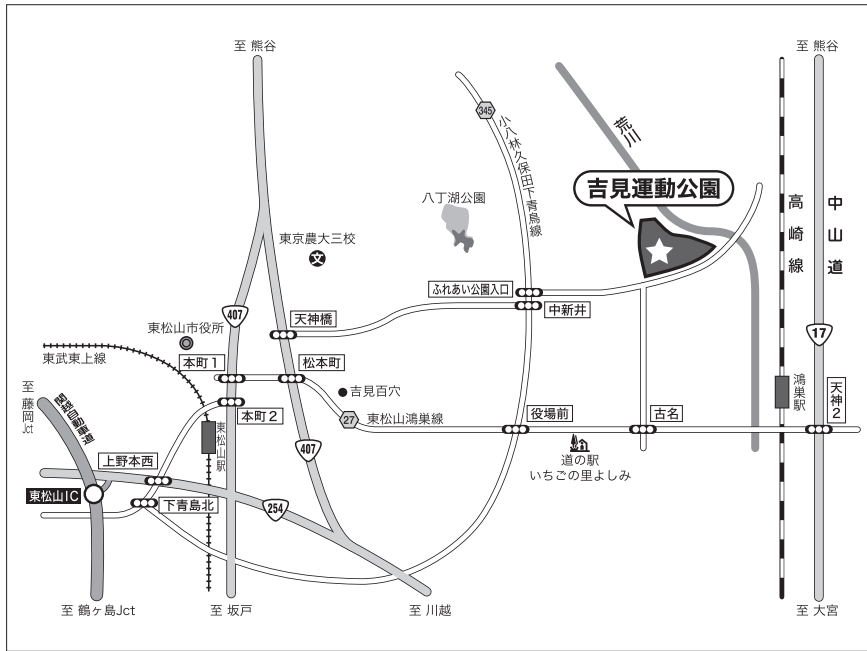 至 熊谷
至 熊谷
345
小八林久保田下青鳥線
荒川
吉見運動公園
八丁湖公園
高崎線
中山道
東京農大三校
文
ふれあい公園入口
中新井
407
天神橋
17
東松山市役所
本町1
松本町
東武東上線
吉見百穴
鴻巣駅
至 藤岡Jct
関越自動車道
本町2
27
東松山鴻巣線
役場前
古名
天神2
東松山駅
407
道の駅
いちごの里よしみ
上野本西
東松山IC
下青鳥北
254
至 鶴ヶ島Jct
至 坂戸
至 川越
至 大宮